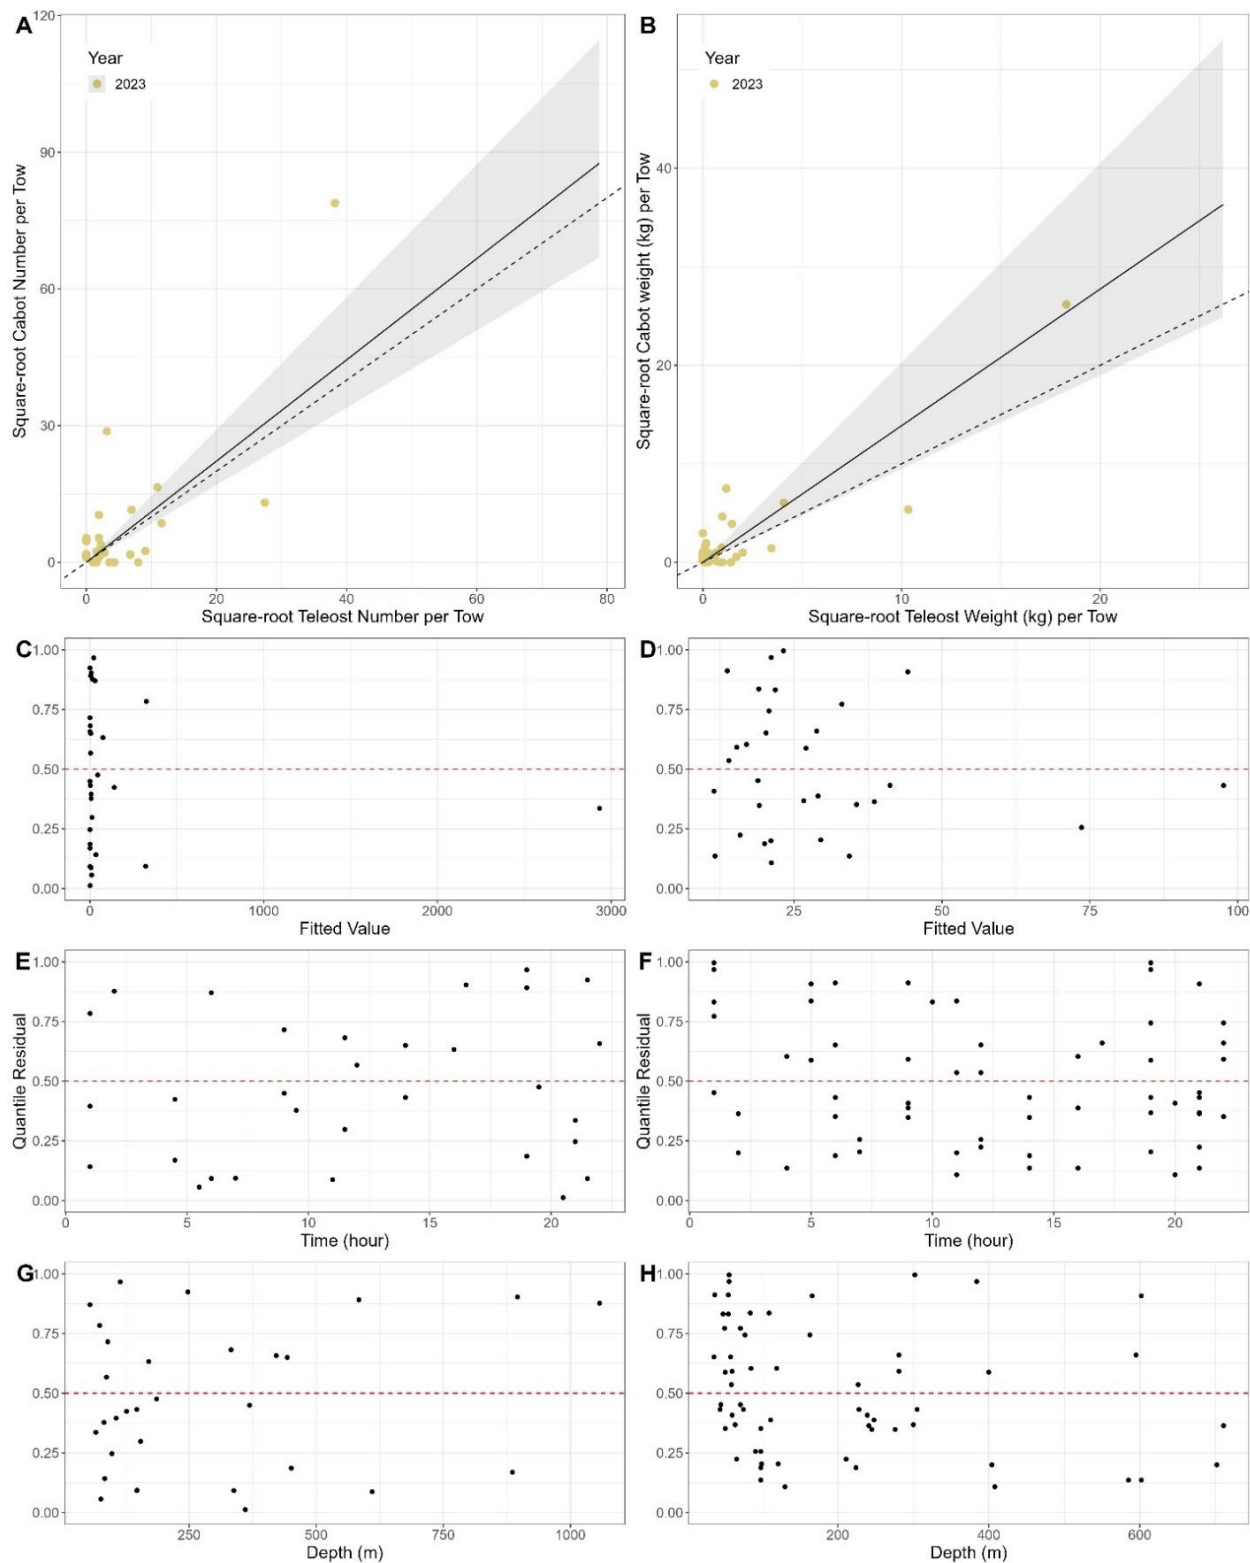 A
120
90
60
30
0
Square-root Cabot Number per Tow
Year
2023
0 20 40 60 80
Square-root Teleost Number per Tow
B
40
20
0
Square-root Cabot weight (kg) per Tow
Year
2023
0 10 20
Square-root Teleost Weight (kg) per Tow
C
1.00
0.75
0.50
0.25
0.00
0 1000 2000 3000
Fitted Value
D
1.00
0.75
0.50
0.25
0.00
25 50 75 100
Fitted Value
E
1.00
0.75
0.50
0.25
0.00
Quantile Residual
0 5 10 15 20
Time (hour)
F
1.00
0.75
0.50
0.25
0.00
Quantile Residual
0 5 10 15 20
Time (hour)
G
1.00
0.75
0.50
0.25
0.00
250 500 750 1000
Depth (m)
H
1.00
0.75
0.50
0.25
0.00
200 400 600
Depth (m)